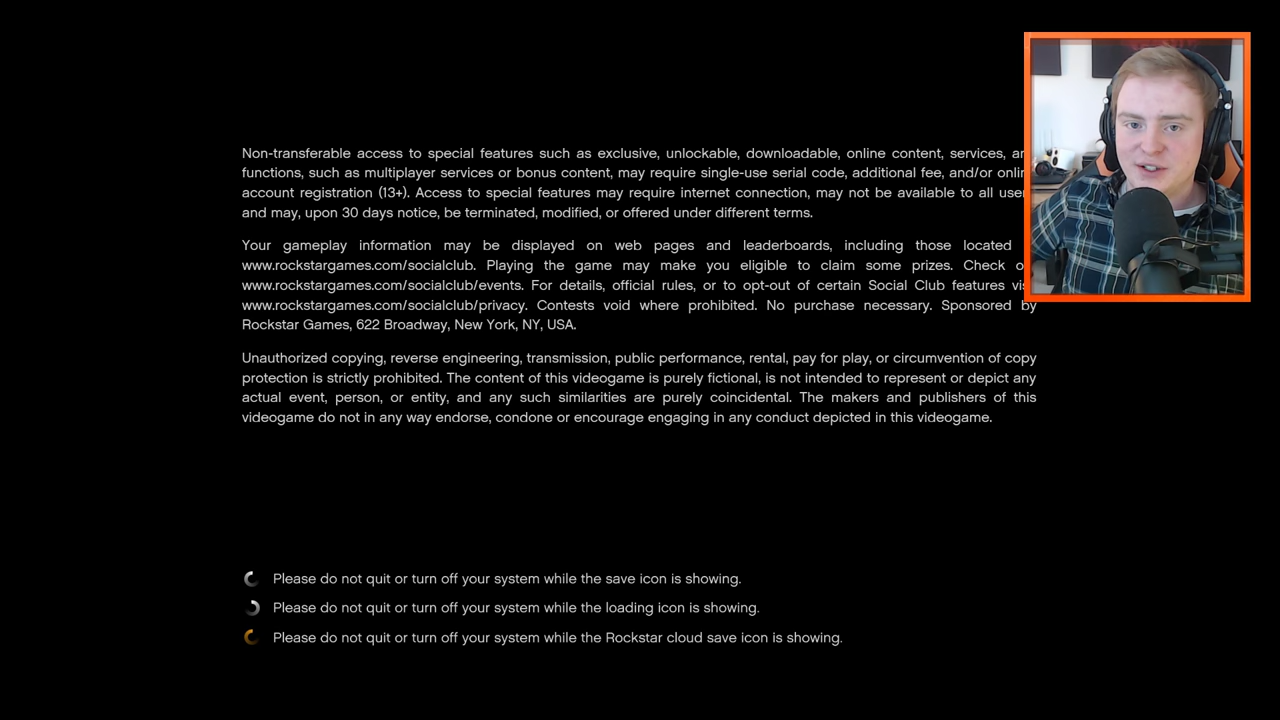 Non-transferable access to special features such as exclusive, unlockable, downloadable, online content, services,
functions, such as multiplayer services or bonus content, may require single-use serial code, additional fee, and/or
account registration (13+). Access to special features may require internet connection, may not be available to all
and may, upon 30 days notice, be terminated, modified, or offered under different terms.
Your gameplay information may be displayed on web pages and leaderboards, including those located
www.rockstargames.com/socialclub. Playing the game may make you eligible to claim some prizes. Check
www.rockstargames.com/socialclub/events. For details, official rules, or to opt-out of certain Social Club features
www.rockstargames.com/socialclub/privacy. Contests void where prohibited. No purchase necessary. Sponsored by
Rockstar Games, 622 Broadway, New York, NY, USA.
Unauthorized copying, reverse engineering, transmission, public performance, rental, pay for play, or circumvention of copy
protection is strictly prohibited. The content of this videogame is purely fictional, is not intended to represent or depict any
actual event, person, or entity, and any such similarities are purely coincidental. The makers and publishers of this
videogame do not in any way endorse, condone or encourage engaging in any conduct depicted in this videogame.
Please do not quit or turn off your system while the save icon is showing.
Please do not quit or turn off your system while the loading icon is showing.
Please do not quit or turn off your system while the Rockstar cloud save icon is showing.